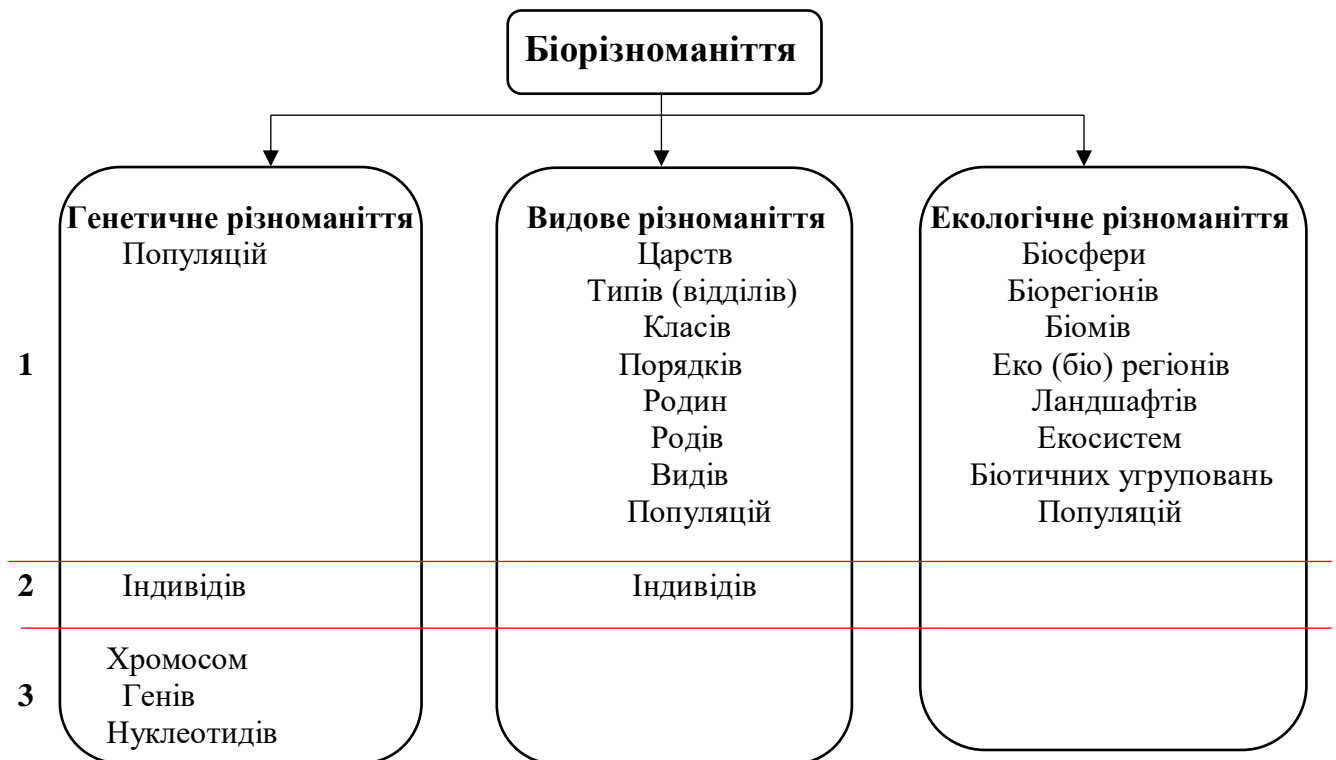 Біорізноманіття
Генетичне різноманіття
Популяцій
Видове різноманіття
Царств
Типів (відділів)
Класів
Порядків
Родин
Родів
Видів
Популяцій
Екологічне різноманіття
Біосфери
Біорегіонів
Біомів
Еко (біо) регіонів
Ландшафтів
Екосистем
Біотичних угруповань
Популяцій
1
2
Індивідів
Індивідів
3
Хромосом
Генів
Нуклеотидів